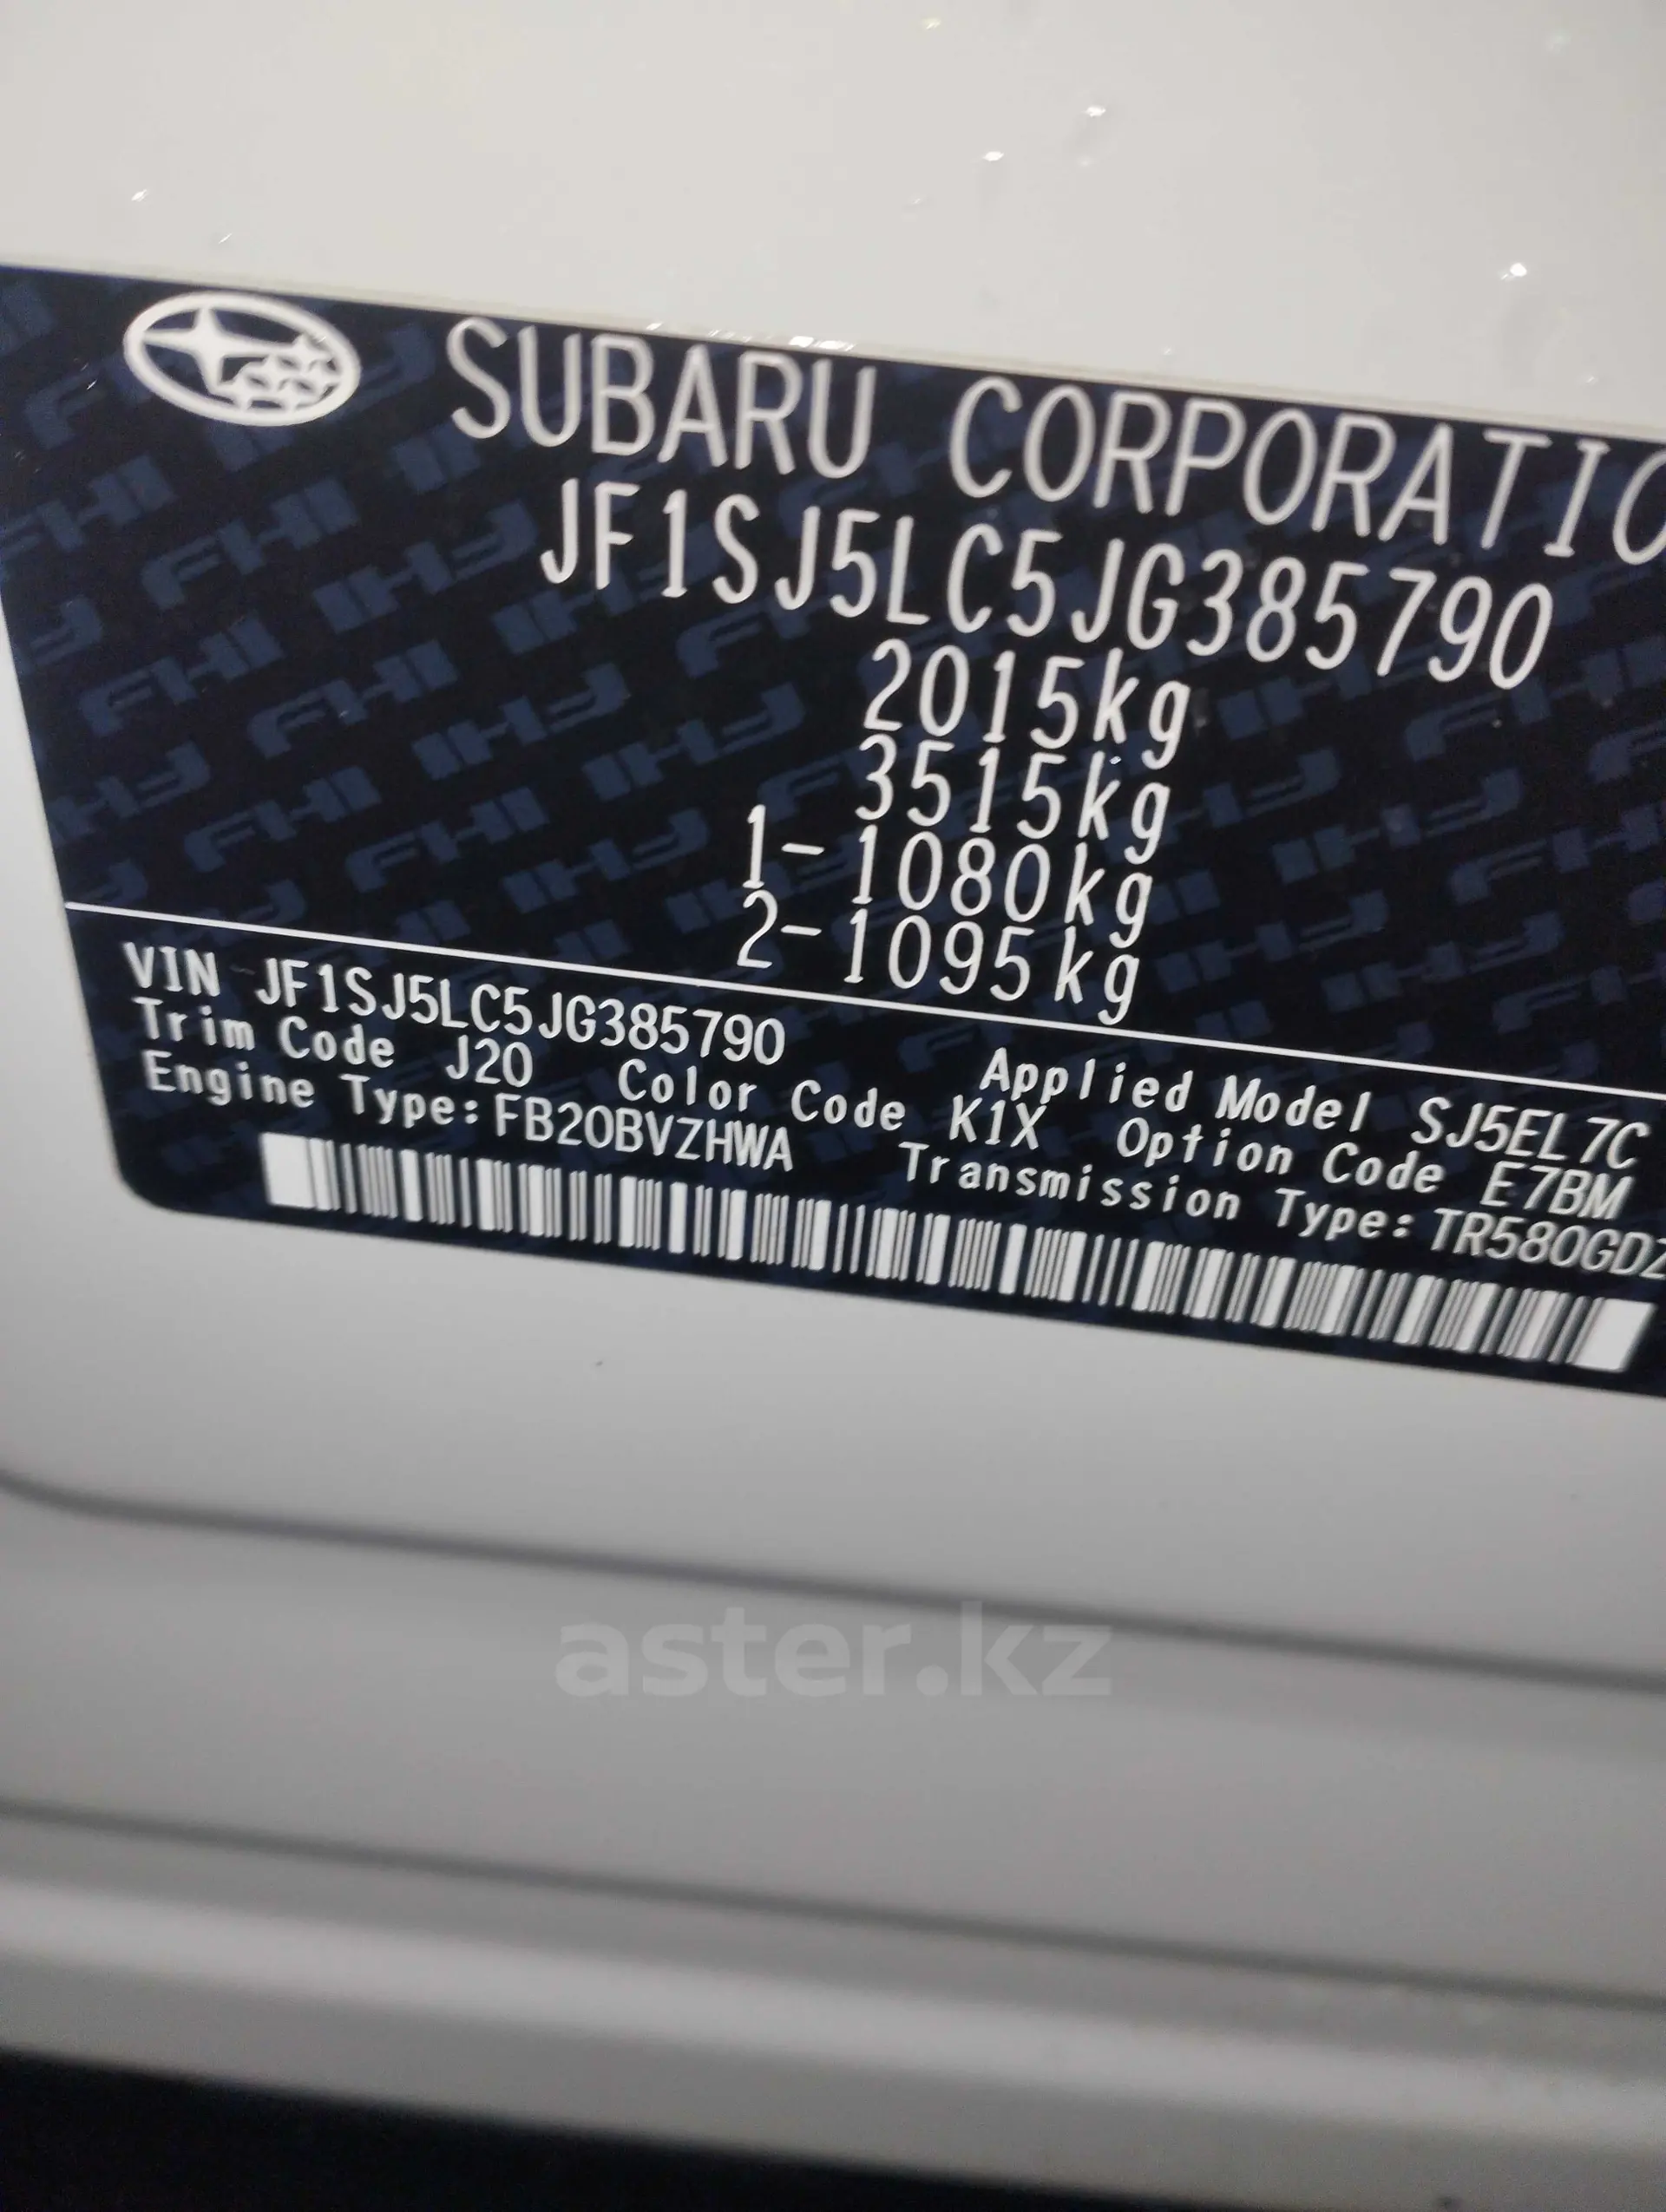 SUBARU CORPORATIO
JF1SJ5LC5JG385790
2015kg
3515kg
1-1080kg
2-1095kg
VIN JF1SJ5LC5JG385790 Applied Model SJ5EL7C
Trim Code J20 Color Code K1X Option Code E7BM
Engine Type:FB20BVZHWA Transmission Type:TR580GDZ
aster.kz